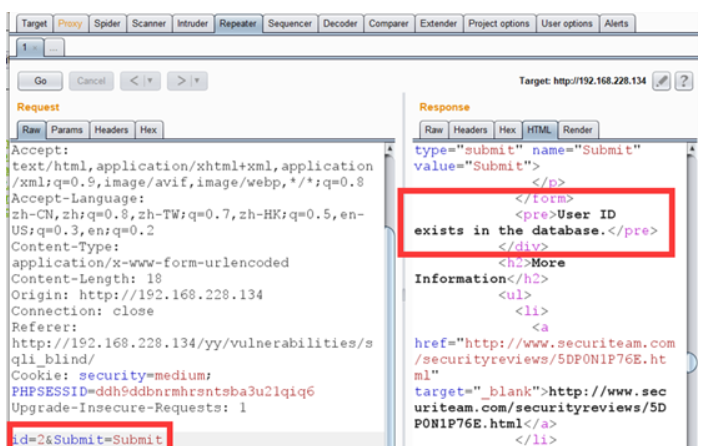 Target Proxy Spider Scanner Intruder Repeater Sequencer Decoder Comparer Extender Project options User options Alerts
1 × ...
Go Cancel < | ▾ > | ▾ Target: http://192.168.228.134 ?
Request
Raw Params Headers Hex
Accept:
text/html,application/xhtml+xml,application
/xml;q=0.9,image/avif,image/webp,*/*;q=0.8
Accept-Language:
zh-CN,zh;q=0.8,zh-TW;q=0.7,zh-HK;q=0.5,en-
US;q=0.3,en;q=0.2
Content-Type:
application/x-www-form-urlencoded
Content-Length: 18
Origin: http://192.168.228.134
Connection: close
Referer:
http://192.168.228.134/yy/vulnerabilities/s
qli_blind/
Cookie: security=medium;
PHPSESSID=ddh9ddbnrmhrsntsba3u21qiq6
Upgrade-Insecure-Requests: 1
id=2&Submit=Submit
Response
Raw Headers Hex HTML Render
type="submit" name="Submit"
value="Submit">
</p>
</form>
<pre>User ID
exists in the database.</pre>
</div>
<h2>More
Information</h2>
<ul>
<li>
<a
href="http://www.securiteam.com
/securityreviews/5DP0N1P76E.ht
ml"
target="_blank">http://www.sec
uriteam.com/securityreviews/5D
P0N1P76E.html</a>
</li>